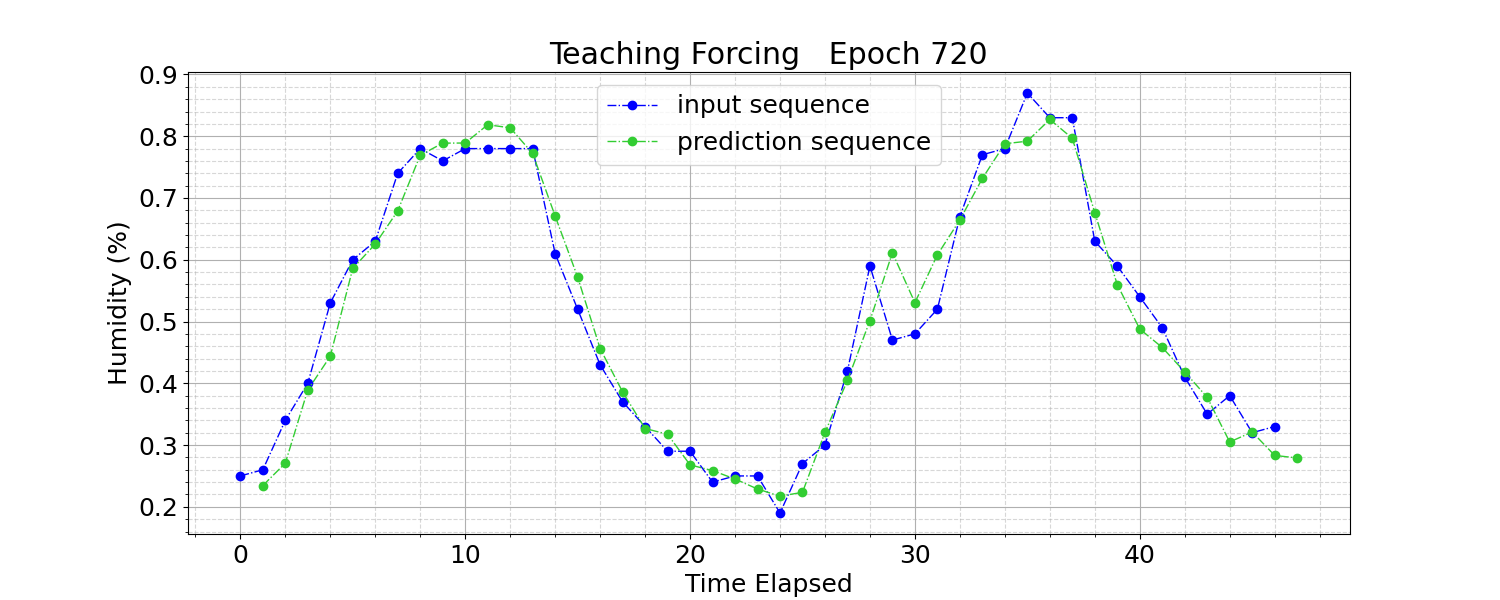 Teaching Forcing   Epoch 720
input sequence
prediction sequence
Humidity (%)
0.9
0.8
0.7
0.6
0.5
0.4
0.3
0.2
0 10 20 30 40
Time Elapsed